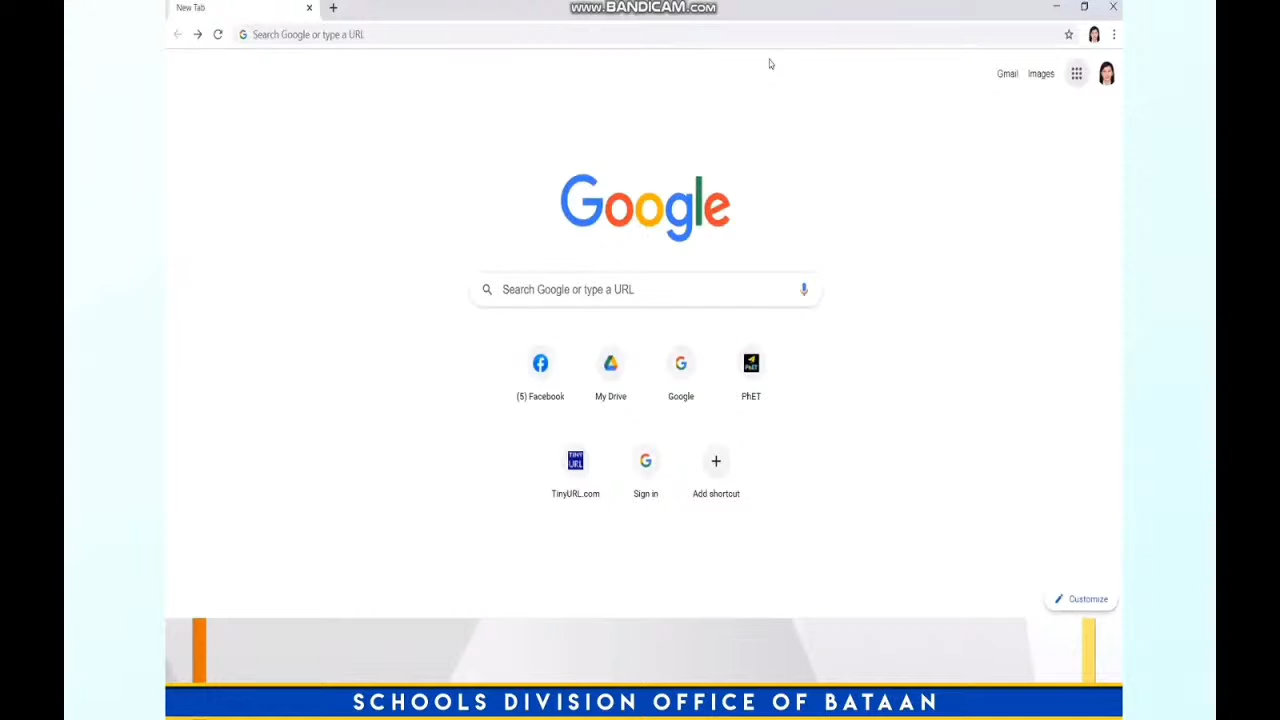 New Tab
www.BANDICAM.com
Search Google or type a URL
Gmail Images
Google
Search Google or type a URL
(5) Facebook My Drive Google PhET
TinyURL.com Sign in Add shortcut
Customize
SCHOOLS DIVISION OFFICE OF BATAAN